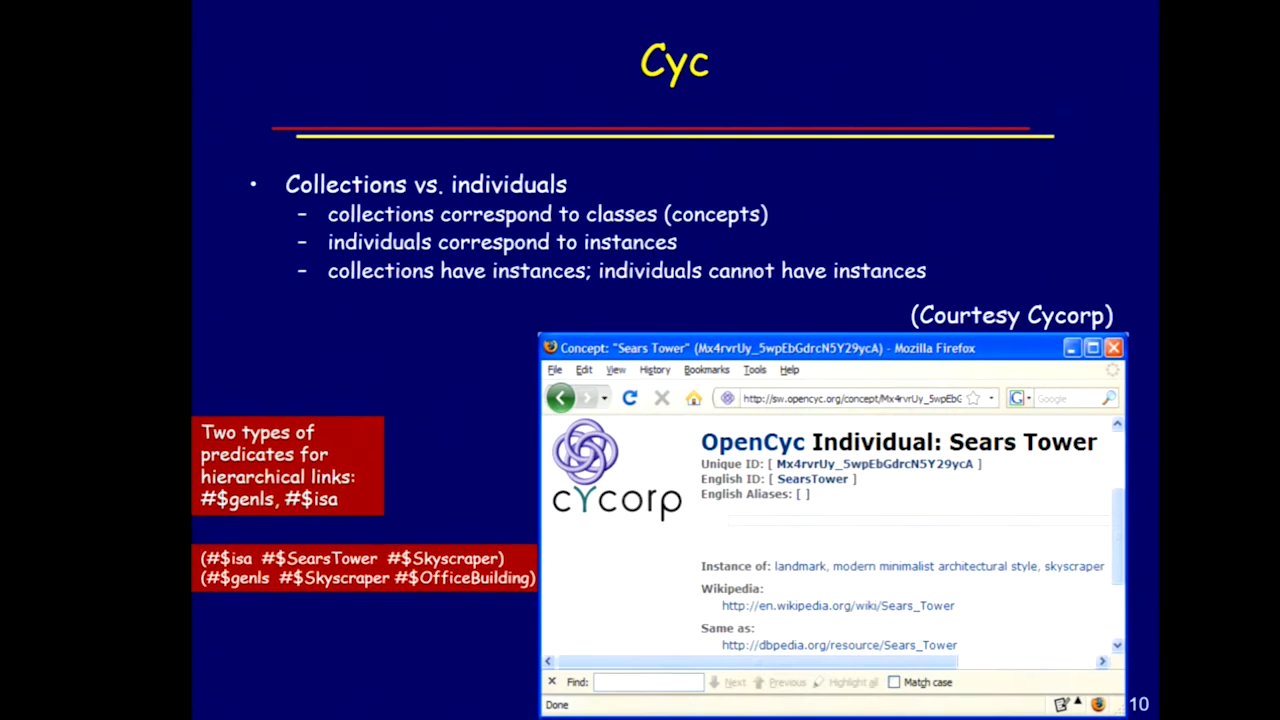 Cyc
• Collections vs. individuals
– collections correspond to classes (concepts)
– individuals correspond to instances
– collections have instances; individuals cannot have instances
(Courtesy Cycorp)
Two types of
predicates for
hierarchical links:
#$genls, #$isa
(#$isa #$SearsTower #$Skyscraper)
(#$genls #$Skyscraper #$OfficeBuilding)
Concept: "Sears Tower" (Mx4rvrUy_5wpEbGdrcN5Y29ycA) - Mozilla Firefox
File Edit View History Bookmarks Tools Help
http://sw.opencyc.org/concept/Mx4rvrUy_5wpEbG
G Google
cYcorp
OpenCyc Individual: Sears Tower
Unique ID: [ Mx4rvrUy_5wpEbGdrcN5Y29ycA ]
English ID: [ SearsTower ]
English Aliases: [ ]
Instance of: landmark, modern minimalist architectural style, skyscraper
Wikipedia:
http://en.wikipedia.org/wiki/Sears_Tower
Same as:
http://dbpedia.org/resource/Sears_Tower
Find: Next Previous Highlight all Match case
Done
10